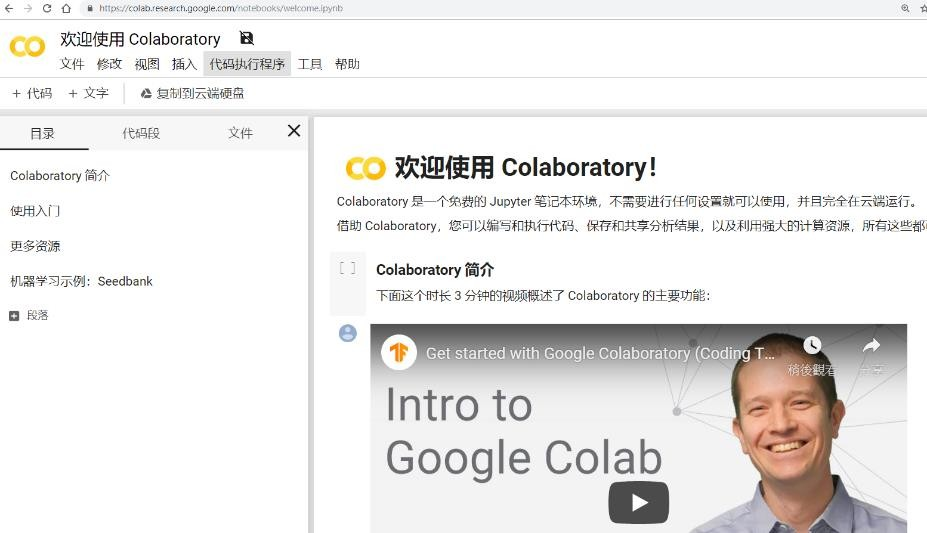 https://colab.research.google.com/notebooks/welcome.ipynb
欢迎使用 Colaboratory
文件 修改 视图 插入 代码执行程序 工具 帮助
+ 代码 + 文字 复制到云端硬盘
目录 代码段 文件
Colaboratory 简介
使用入门
更多资源
机器学习示例：Seedbank
段落
欢迎使用 Colaboratory！
Colaboratory 是一个免费的 Jupyter 笔记本环境，不需要进行任何设置就可以使用，并且完全在云端运行。
借助 Colaboratory，您可以编写和执行代码、保存和共享分析结果，以及利用强大的计算资源，所有这些都
[ ] Colaboratory 简介
下面这个时长 3 分钟的视频概述了 Colaboratory 的主要功能：
Get started with Google Colaboratory (Coding T...
稍後觀看 分享
Intro to
Google Colab